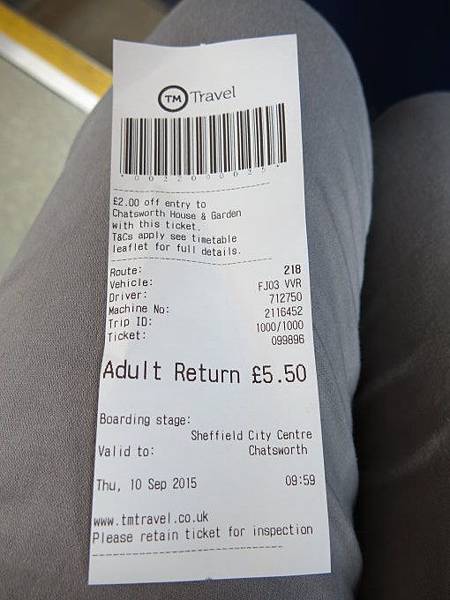 TM Travel
£2.00 off entry to
Chatsworth House & Garden
with this ticket.
T&Cs apply see timetable
leaflet for full details.
Route: 218
Vehicle: FJ03 VVR
Driver: 712750
Machine No: 2116452
Trip ID: 1000/1000
Ticket: 099896
Adult Return £5.50
Boarding stage:
Sheffield City Centre
Valid to: Chatsworth
Thu, 10 Sep 2015 09:59
www.tmtravel.co.uk
Please retain ticket for inspection